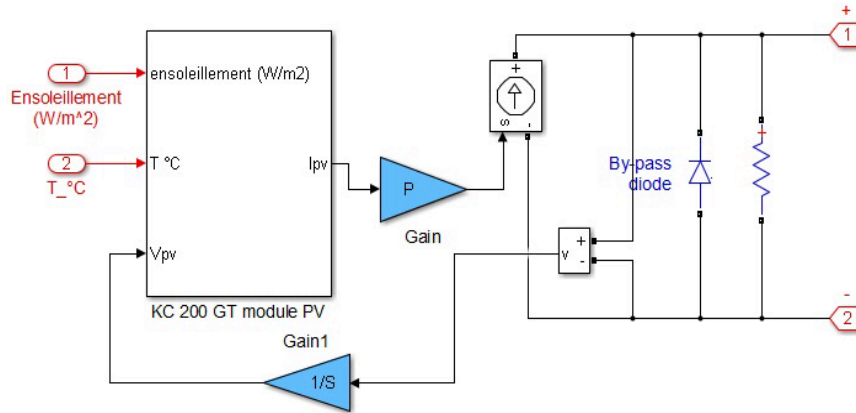 +
1
1
ensoleillement (W/m2)
+
Ensoleillement
(W/m^2)
s
-
2
T °C
Ipv
P
By-pass
diode
+
T_°C
Gain
+
v
-
Vpv
-
KC 200 GT module PV
2
Gain1
1/S